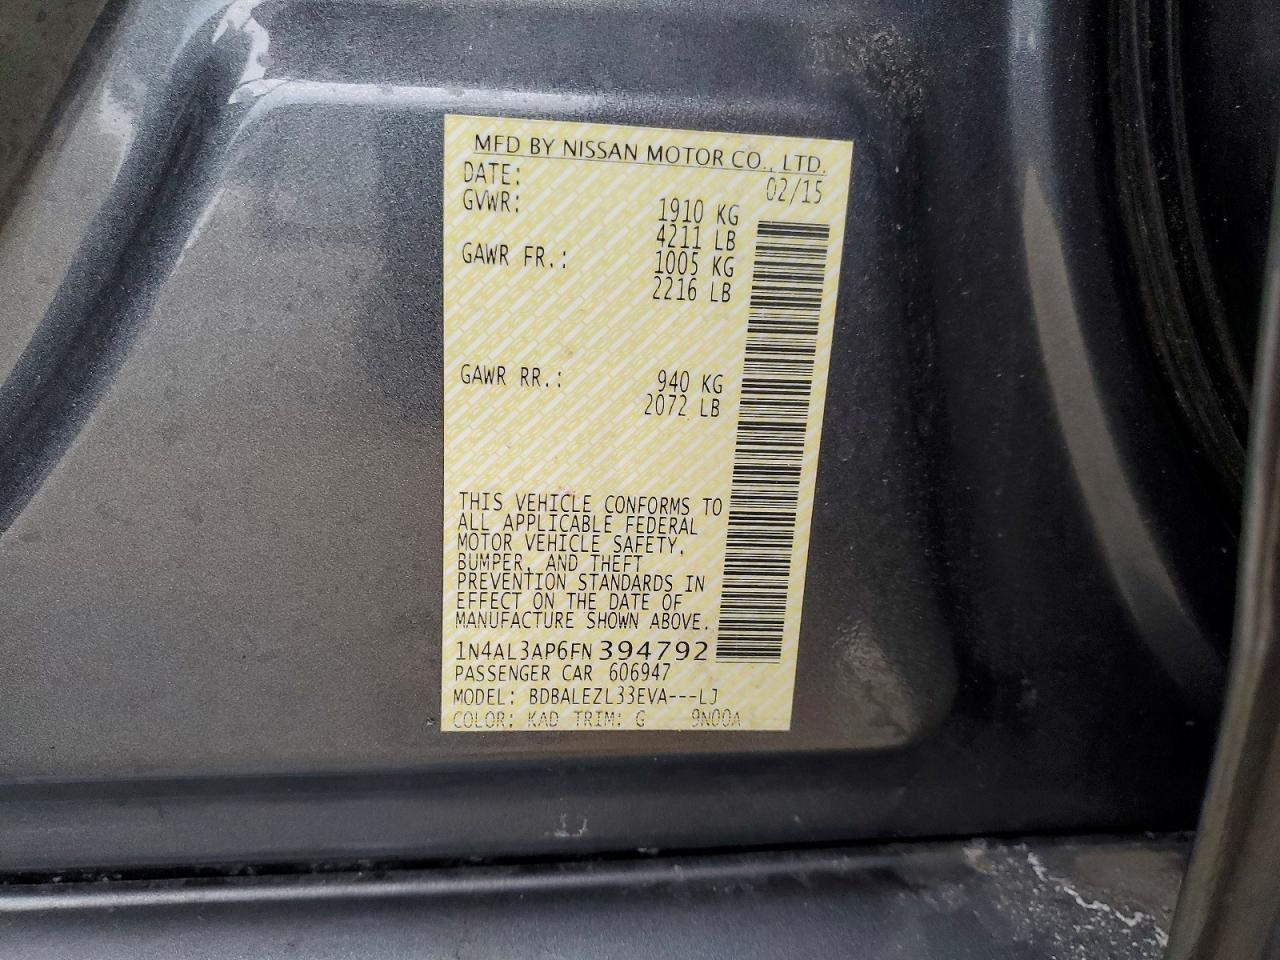 MFD BY NISSAN MOTOR CO., LTD.
DATE: 02/15
GVWR: 1910 KG
4211 LB
GAWR FR.: 1005 KG
2216 LB
GAWR RR.: 940 KG
2072 LB
THIS VEHICLE CONFORMS TO
ALL APPLICABLE FEDERAL
MOTOR VEHICLE SAFETY,
BUMPER, AND THEFT
PREVENTION STANDARDS IN
EFFECT ON THE DATE OF
MANUFACTURE SHOWN ABOVE.
1N4AL3AP6FN394792
PASSENGER CAR 606947
MODEL: BDBALEZL33EVA---LJ
COLOR: KAD TRIM: G 9N00A